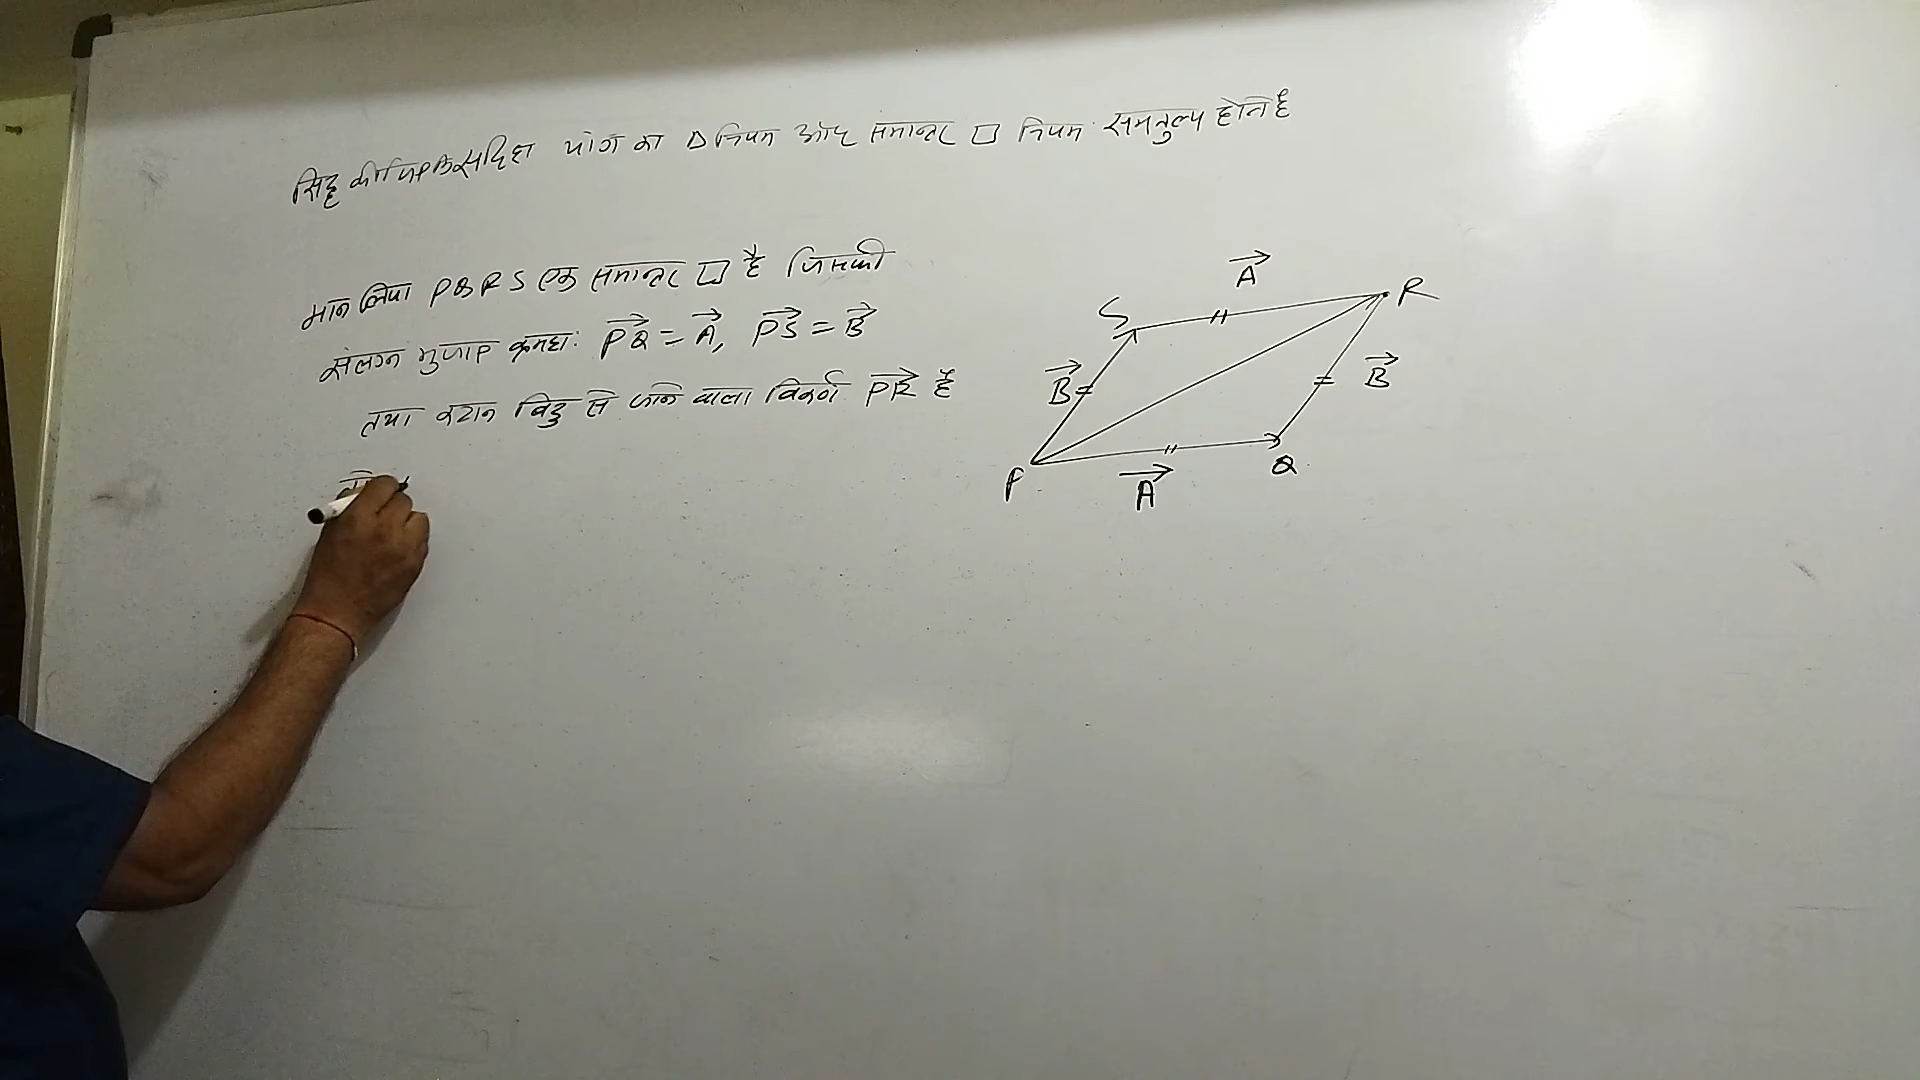 सिद्ध कीजिए कि सदिश योग का △ नियम और समान्तर □ नियम समतुल्य होते है
मान लिया PQRS एक समान्तर □ है जिसकी
संलग्न भुजाए क्रमशः PQ→ = A→, PS→ = B→
तथा कटान बिंदु से जाने वाला विकर्ण PR→ है
A→
S
R
B→
B→
P
A→
Q